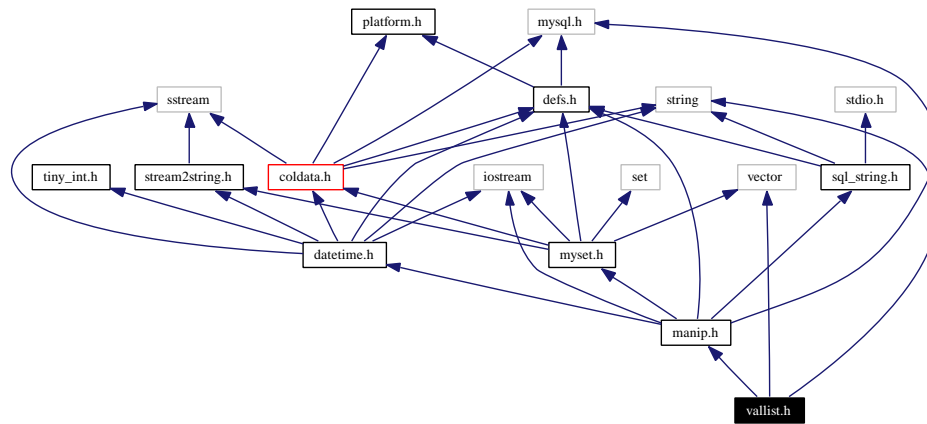 platform.h
mysql.h
sstream
defs.h
string
stdio.h
tiny_int.h
stream2string.h
coldata.h
iostream
set
vector
sql_string.h
datetime.h
myset.h
manip.h
vallist.h